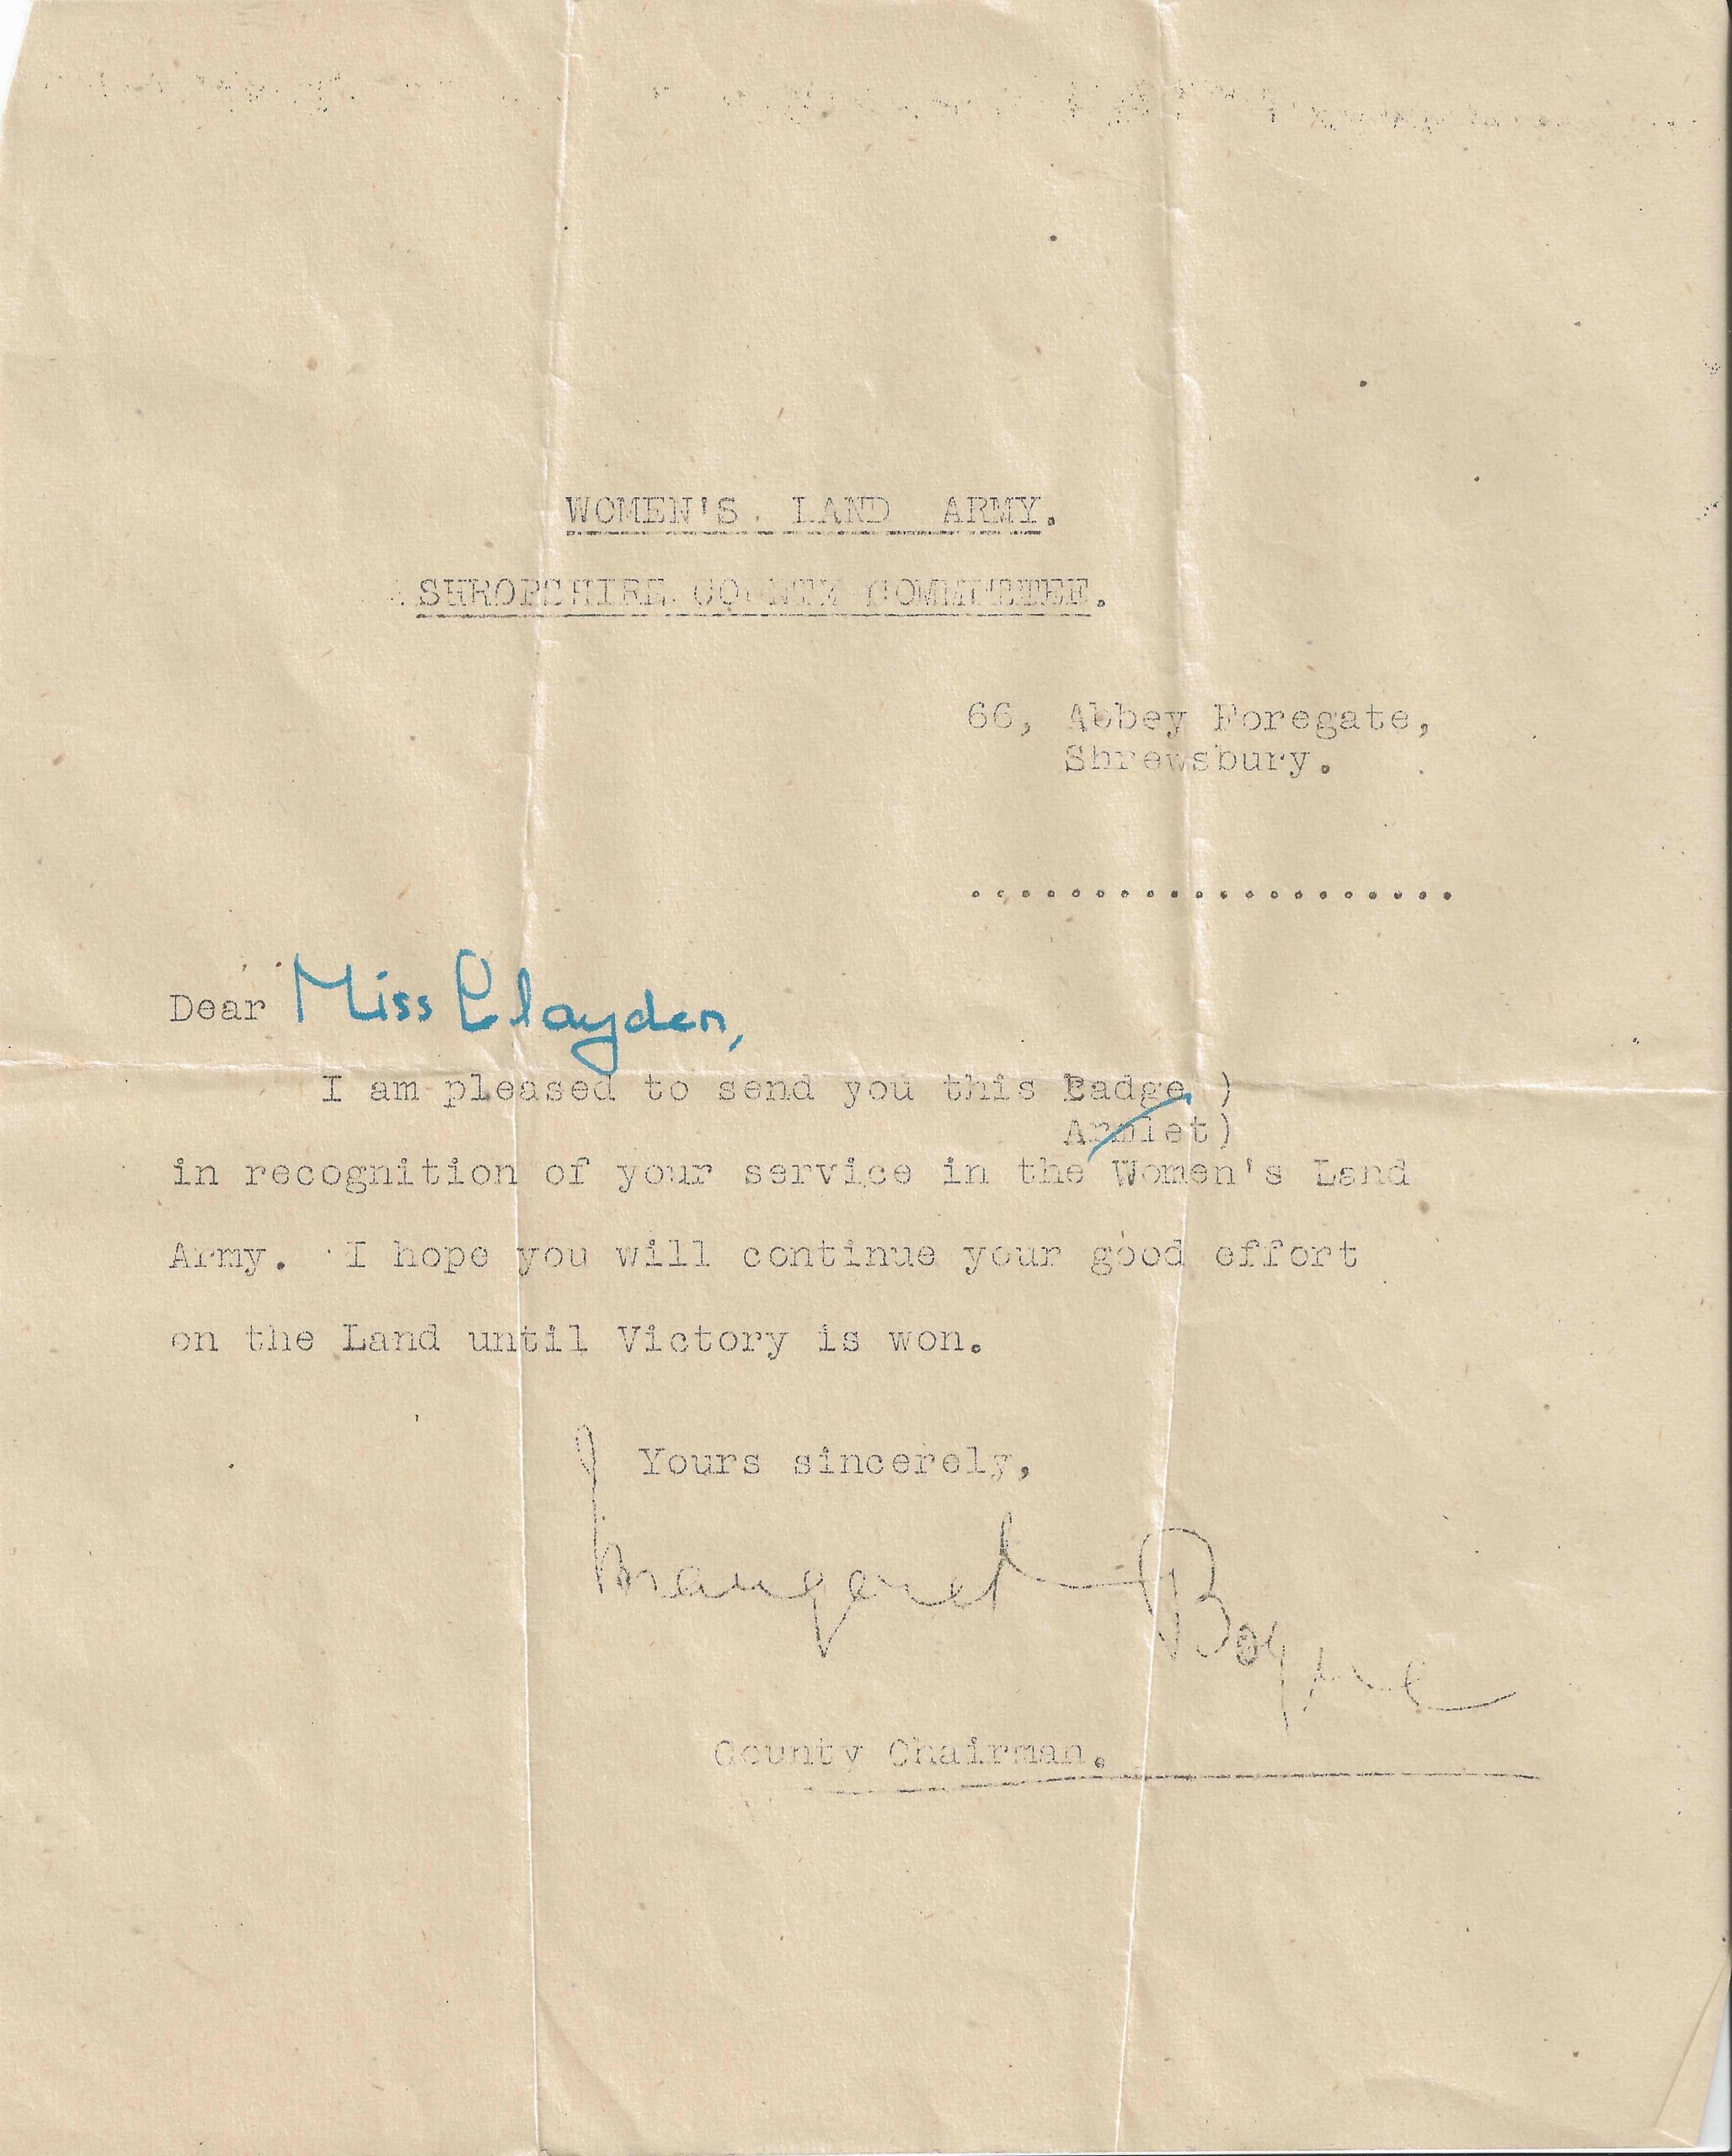 WOMEN'S. LAND ARMY.
SHROPSHIRE COUNTY COMMITTEE.
66, Abbey Foregate,
Shrewsbury.
....................
Dear Miss Clayden,
I am pleased to send you this Badge )
Armlet)
in recognition of your service in the Women's Land
Army. I hope you will continue your good effort
on the Land until Victory is won.
Yours sincerely,
Margaret Boyne
County Chairman.